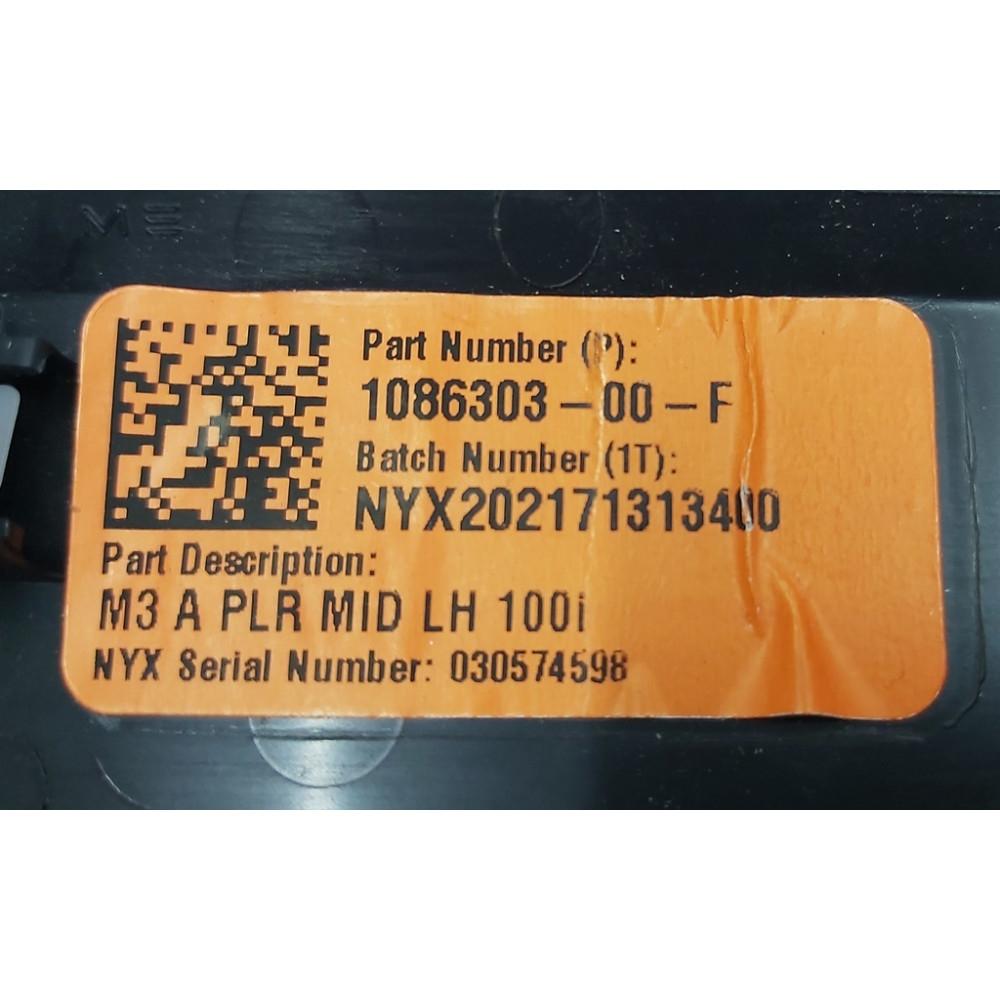 Part Number (P):
1086303-00-F
Batch Number (1T):
NYX202171313400
Part Description:
M3 A PLR MID LH 100i
NYX Serial Number: 030574598